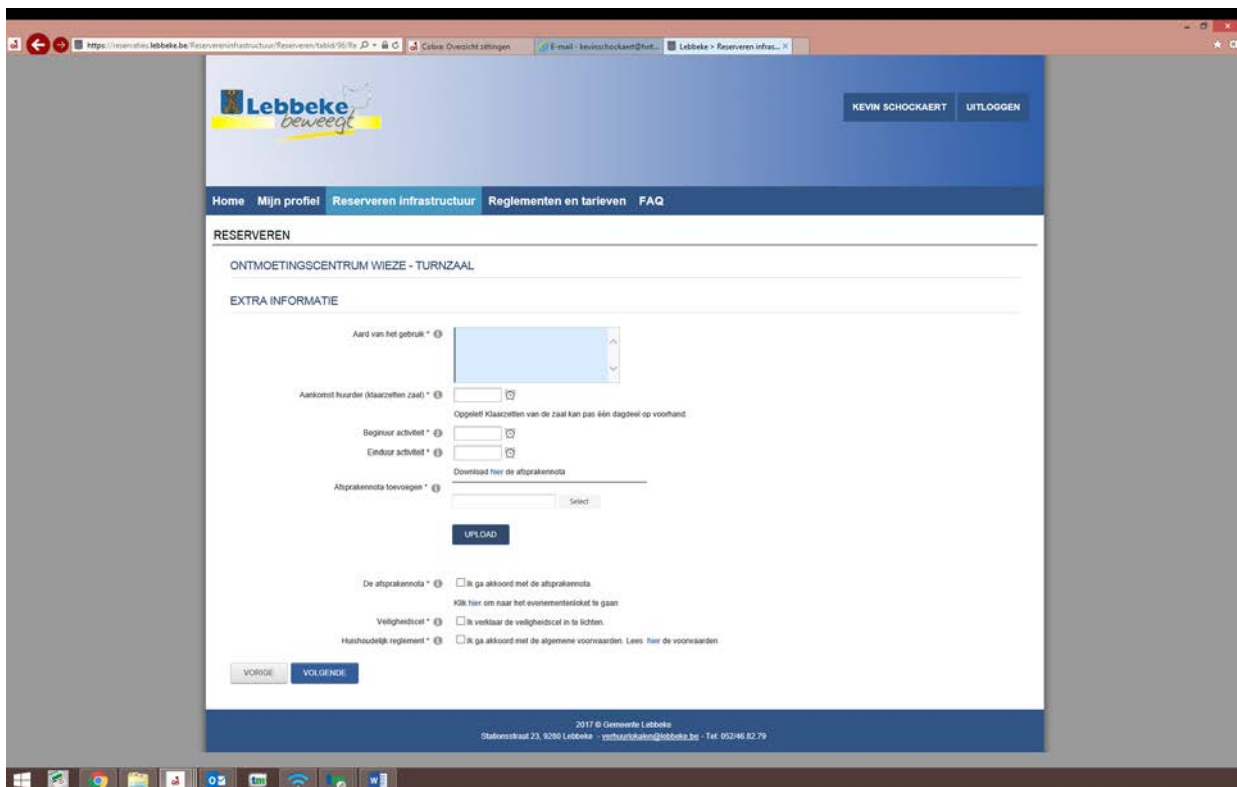 https://reservaties.lebbeke.be/Reservereninfrastructuur/Reserveren/tabid/96/Re
Cobra: Overzicht zittingen
E-mail - kevinschockaert@hot...
Lebbeke > Reserveren infras...
Lebbeke
beweegt
KEVIN SCHOCKAERT
UITLOGGEN
Home Mijn profiel Reserveren infrastructuur Reglementen en tarieven FAQ
RESERVEREN
ONTMOETINGSCENTRUM WIEZE - TURNZAAL
EXTRA INFORMATIE
Aard van het gebruik *
Aankomst huurder (klaarzetten zaal) *
Opgelet! Klaarzetten van de zaal kan pas één dagdeel op voorhand.
Beginuur activiteit *
Einduur activiteit *
Download hier de afsprakennota
Afsprakennota toevoegen *
Select
UPLOAD
De afsprakennota * Ik ga akkoord met de afsprakennota.
Klik hier om naar het evenementenloket te gaan
Veiligheidscel * Ik verklaar de veiligheidscel in te lichten.
Huishoudelijk reglement * Ik ga akkoord met de algemene voorwaarden. Lees hier de voorwaarden
VORIGE VOLGENDE
2017 © Gemeente Lebbeke
Stationsstraat 23, 9280 Lebbeke - verhuurlokalen@lebbeke.be - Tel: 052/46.82.79